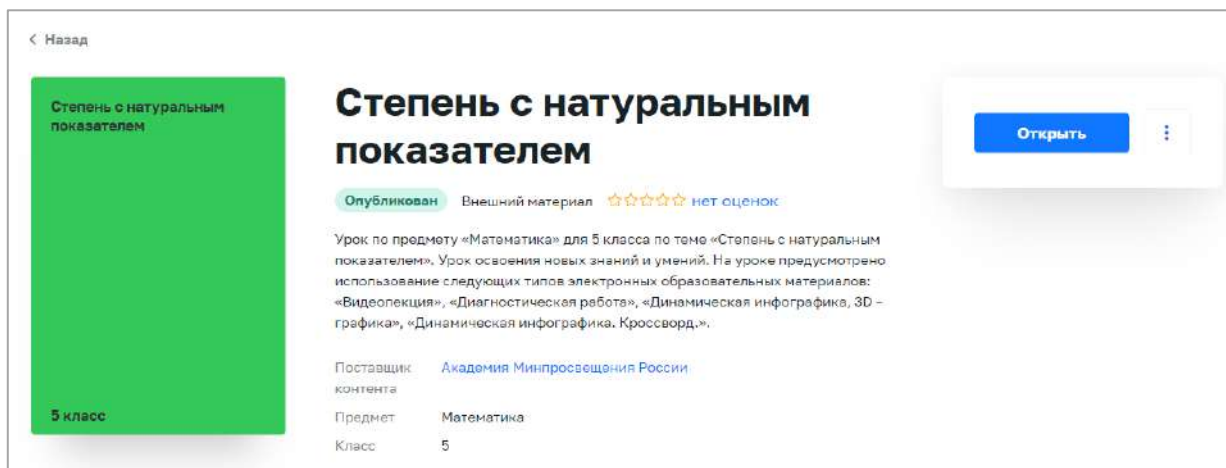 Назад
Степень с натуральным
показателем
5 класс
Степень с натуральным
показателем
Опубликован Внешний материал нет оценок
Урок по предмету «Математика» для 5 класса по теме «Степень с натуральным
показателем». Урок освоения новых знаний и умений. На уроке предусмотрено
использование следующих типов электронных образовательных материалов:
«Видеолекция», «Диагностическая работа», «Динамическая инфографика, 3D –
графика», «Динамическая инфографика. Кроссворд.».
Поставщик Академия Минпросвещения России
контента
Предмет Математика
Класс 5
Открыть